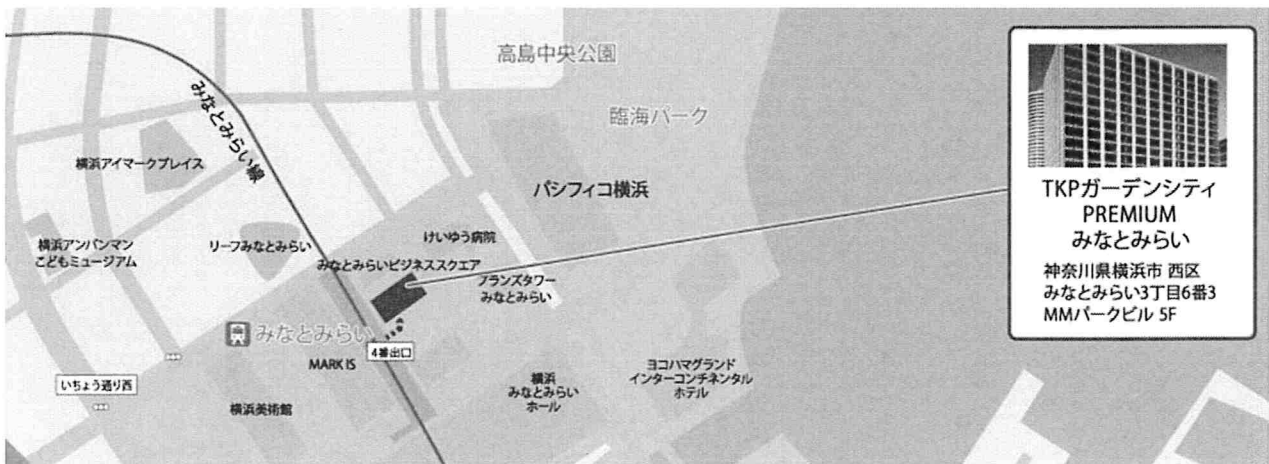 高島中央公園
臨海パーク
みなとみらい線
横浜アイマークプレイス
パシフィコ横浜
けいゆう病院
横浜アンパンマン
こどもミュージアム
リーフみなとみらい
みなとみらいビジネススクエア
ブランズタワー
みなとみらい
みなとみらい
4番出口
MARK IS
いちょう通り西
横浜美術館
横浜
みなとみらい
ホール
ヨコハマグランド
インターコンチネンタル
ホテル
TKPガーデンシティ
PREMIUM
みなとみらい
神奈川県横浜市 西区
みなとみらい3丁目6番3
MMパークビル 5F